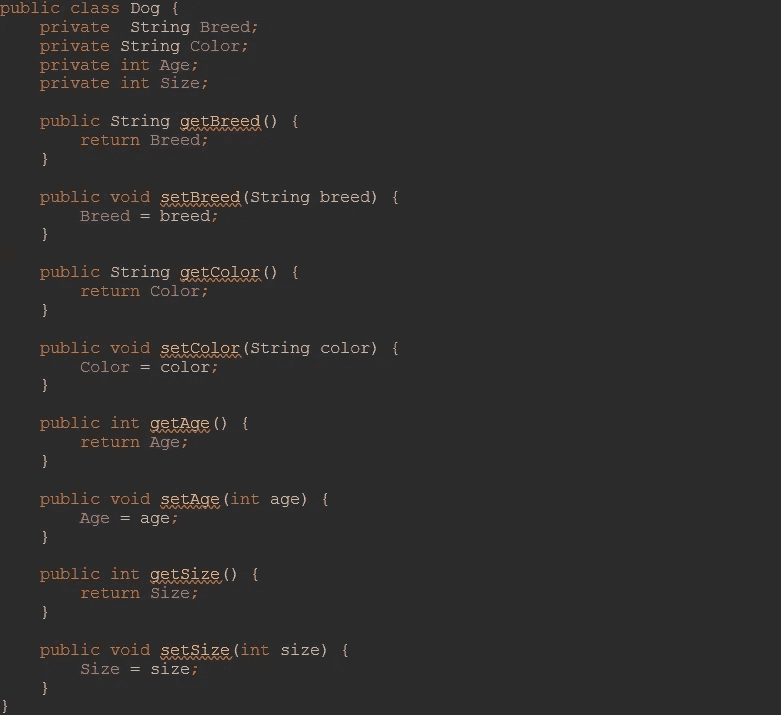 public class Dog {
    private  String Breed;
    private String Color;
    private int Age;
    private int Size;

    public String getBreed() {
        return Breed;
    }

    public void setBreed(String breed) {
        Breed = breed;
    }

    public String getColor() {
        return Color;
    }

    public void setColor(String color) {
        Color = color;
    }

    public int getAge() {
        return Age;
    }

    public void setAge(int age) {
        Age = age;
    }

    public int getSize() {
        return Size;
    }

    public void setSize(int size) {
        Size = size;
    }
}